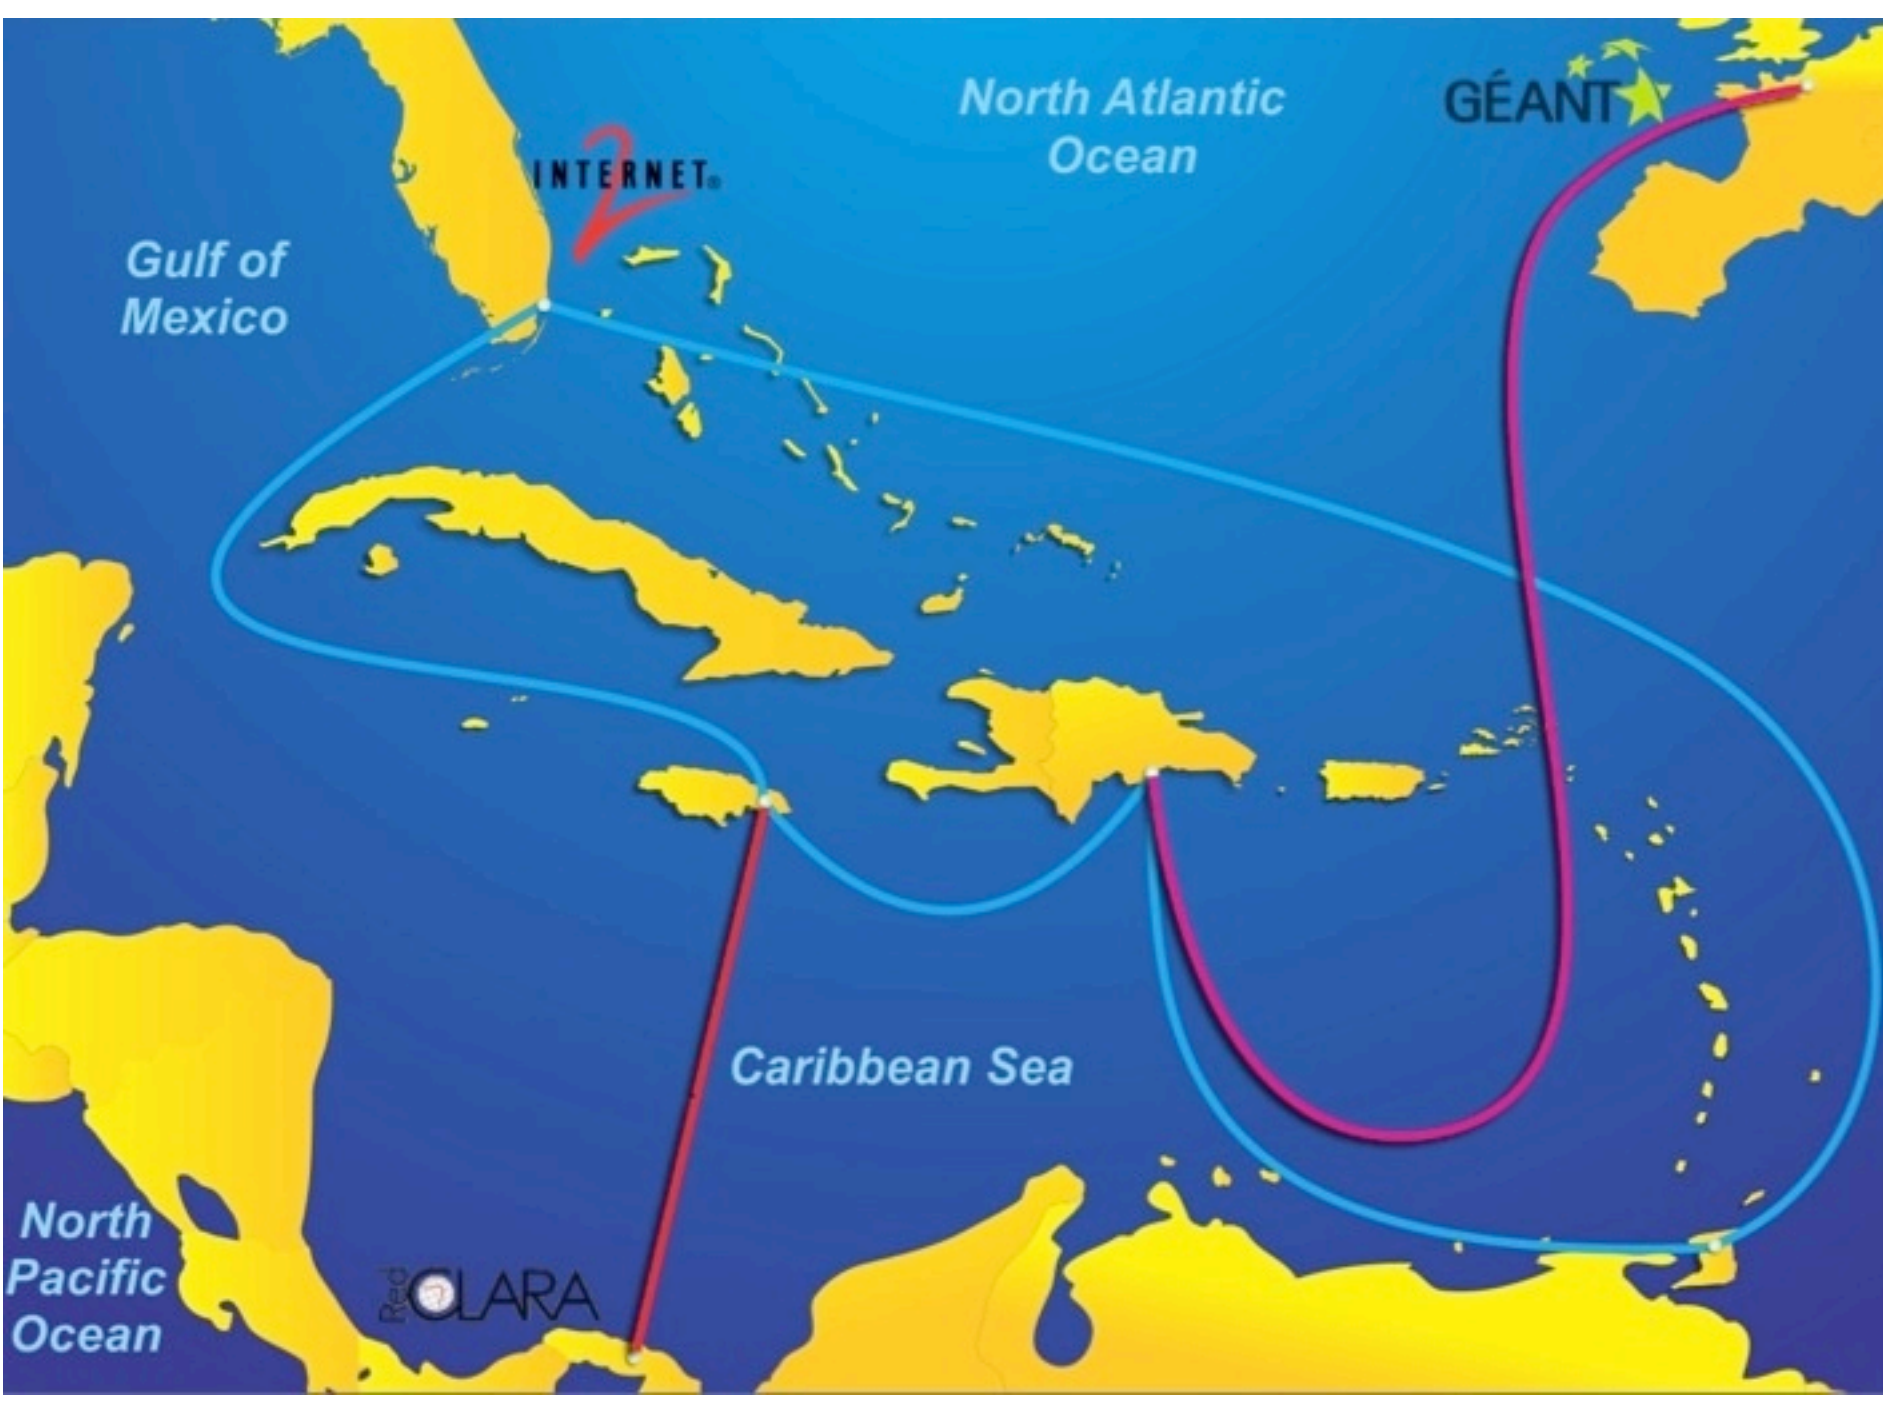 North Atlantic
Ocean
GÉANT
INTERNET®
2
Gulf of
Mexico
Caribbean Sea
North
Pacific
Ocean
Red
CLARA